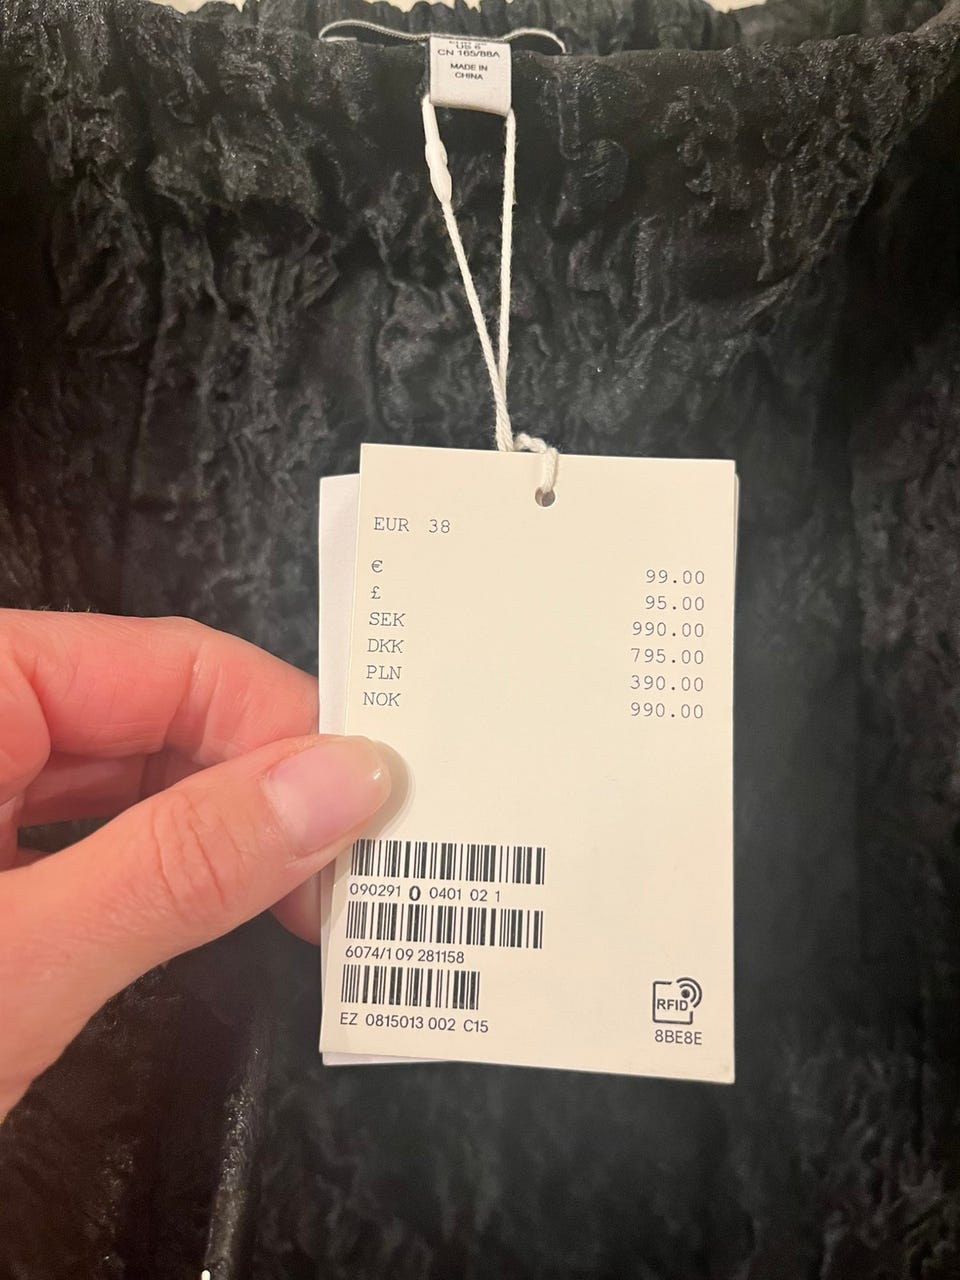 US 6
CN 165/88A
MADE IN
CHINA
EUR 38
€ 99.00
£ 95.00
SEK 990.00
DKK 795.00
PLN 390.00
NOK 990.00
090291 0 0401 02 1
6074/1 09 281158
EZ 0815013 002 C15
RFID
8BE8E